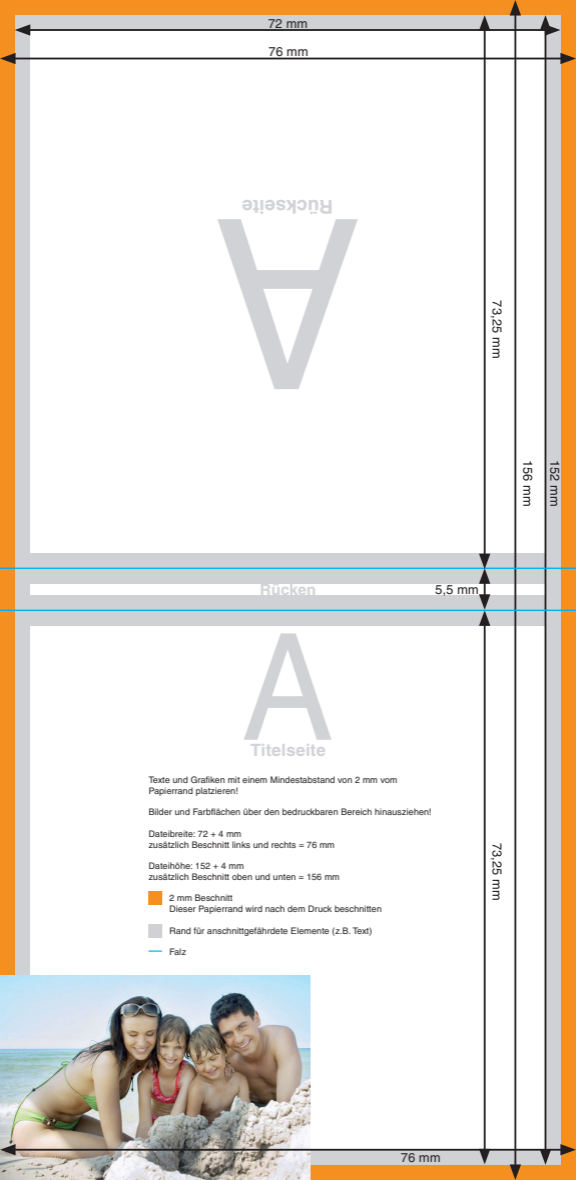 72 mm
76 mm
Rückseite
A
73,25 mm
156 mm
152 mm
Rücken
5,5 mm
A
Titelseite
Texte und Grafiken mit einem Mindestabstand von 2 mm vom
Papierrand platzieren!
Bilder und Farbflächen über den bedruckbaren Bereich hinausziehen!
Dateibreite: 72 + 4 mm
zusätzlich Beschnitt links und rechts = 76 mm
Dateihöhe: 152 + 4 mm
zusätzlich Beschnitt oben und unten = 156 mm
2 mm Beschnitt
Dieser Papierrand wird nach dem Druck beschnitten
Rand für anschnittgefährdete Elemente (z.B. Text)
Falz
73,25 mm
76 mm